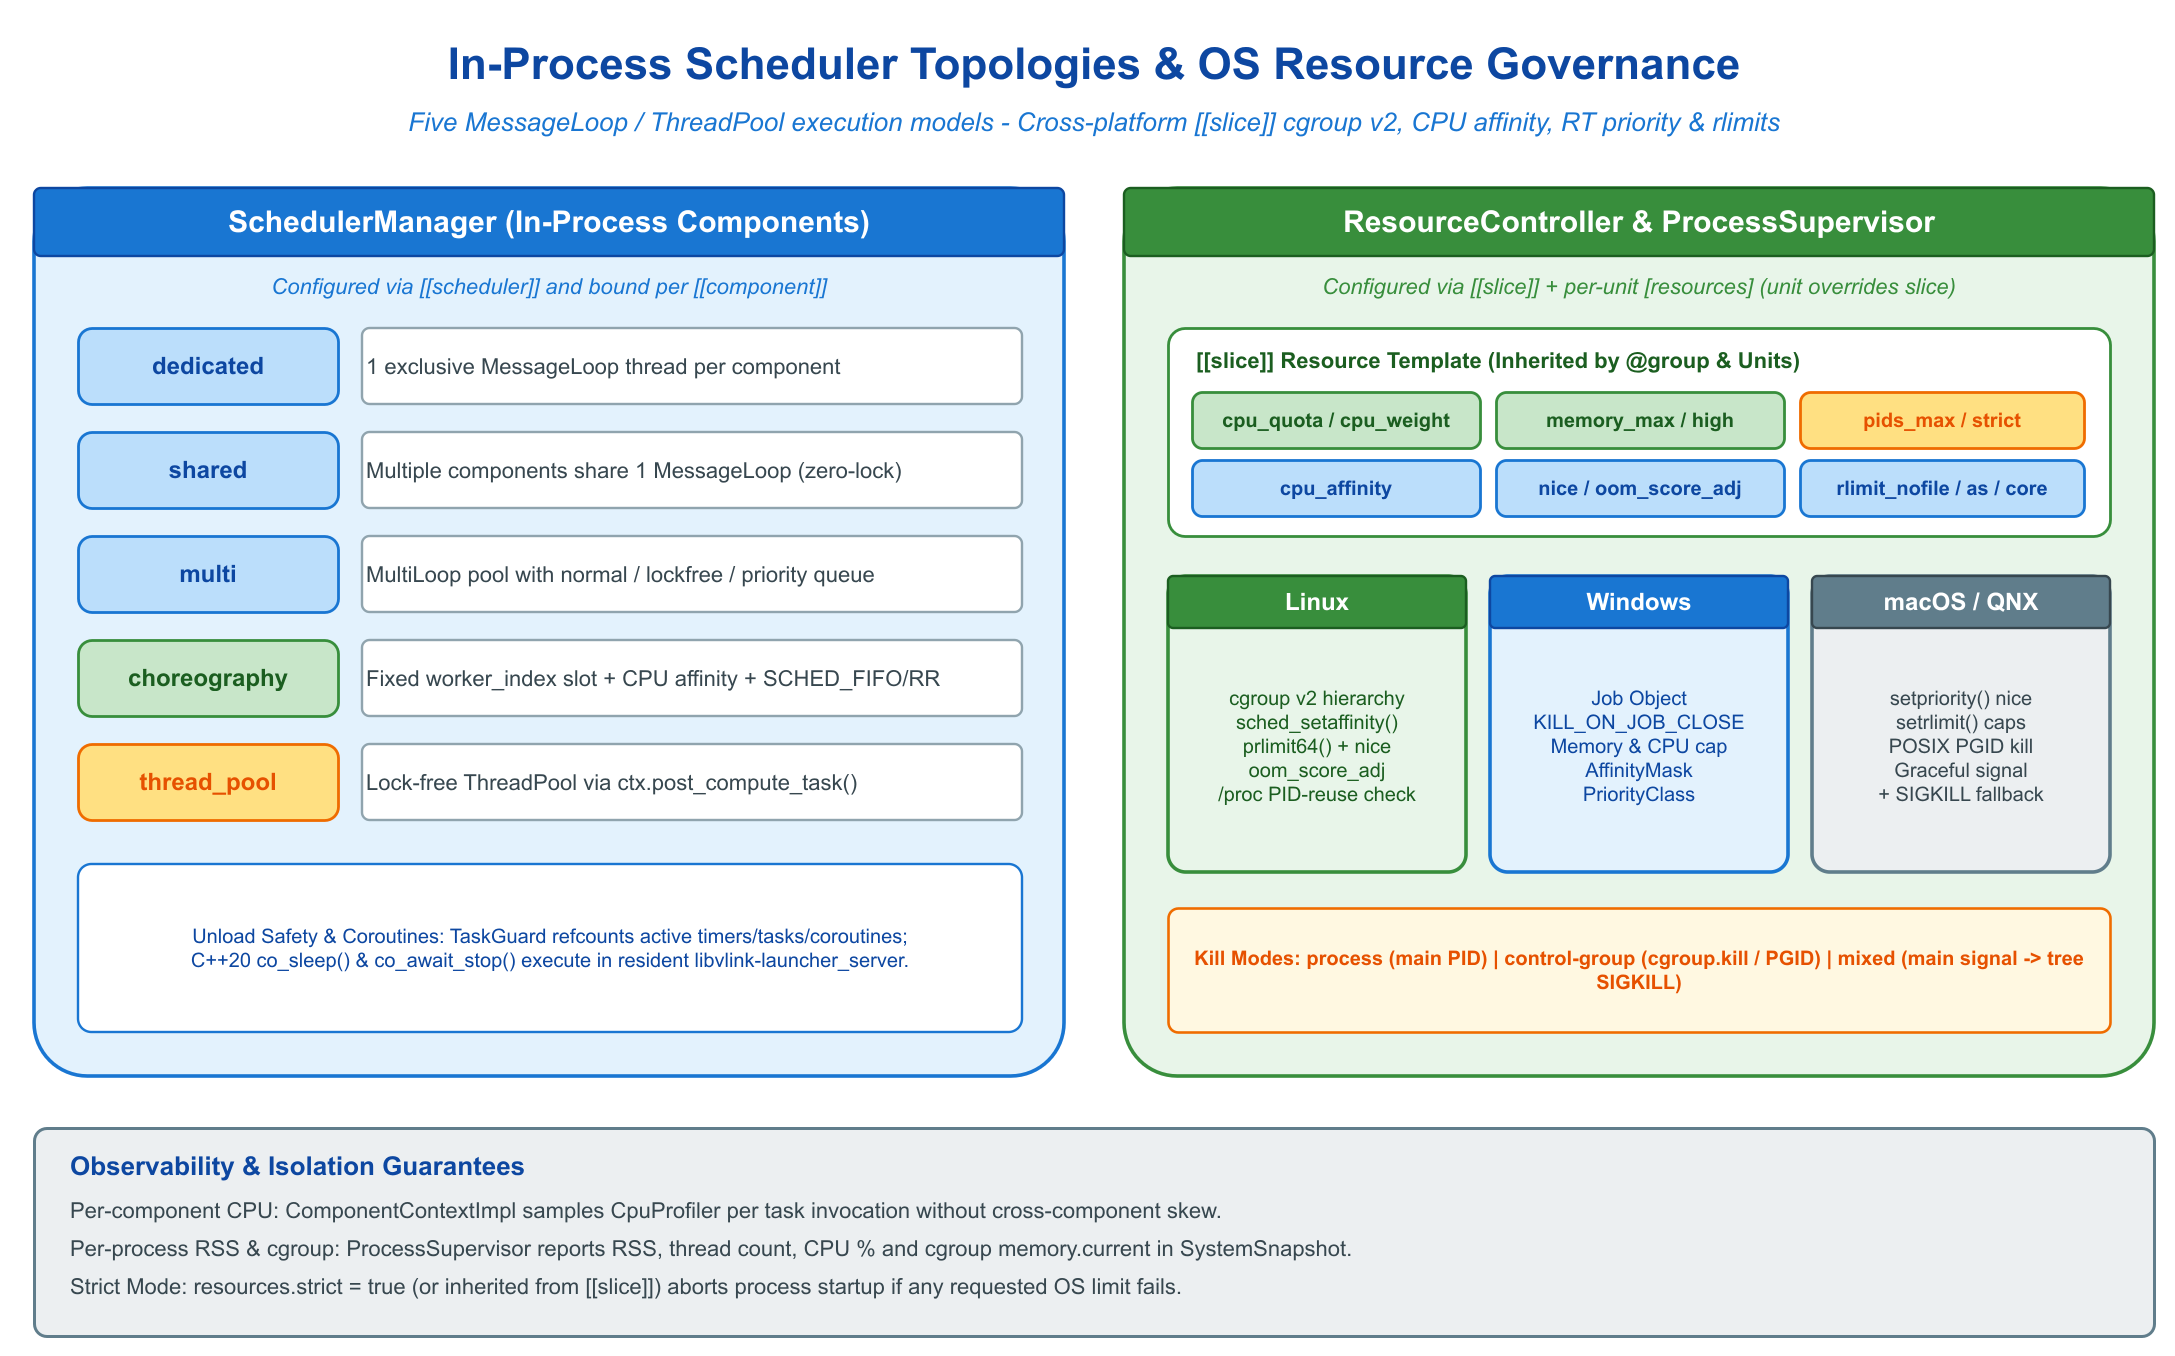 In-Process Scheduler Topologies & OS Resource Governance
Five MessageLoop / ThreadPool execution models - Cross-platform [[slice]] cgroup v2, CPU affinity, RT priority & rlimits
SchedulerManager (In-Process Components)
Configured via [[scheduler]] and bound per [[component]]
dedicated
1 exclusive MessageLoop thread per component
shared
Multiple components share 1 MessageLoop (zero-lock)
multi
MultiLoop pool with normal / lockfree / priority queue
choreography
Fixed worker_index slot + CPU affinity + SCHED_FIFO/RR
thread_pool
Lock-free ThreadPool via ctx.post_compute_task()
Unload Safety & Coroutines: TaskGuard refcounts active timers/tasks/coroutines;
C++20 co_sleep() & co_await_stop() execute in resident libvlink-launcher_server.
ResourceController & ProcessSupervisor
Configured via [[slice]] + per-unit [resources] (unit overrides slice)
[[slice]] Resource Template (Inherited by @group & Units)
cpu_quota / cpu_weight
memory_max / high
pids_max / strict
cpu_affinity
nice / oom_score_adj
rlimit_nofile / as / core
Linux
cgroup v2 hierarchy
sched_setaffinity()
prlimit64() + nice
oom_score_adj
/proc PID-reuse check
Windows
Job Object
KILL_ON_JOB_CLOSE
Memory & CPU cap
AffinityMask
PriorityClass
macOS / QNX
setpriority() nice
setrlimit() caps
POSIX PGID kill
Graceful signal
+ SIGKILL fallback
Kill Modes: process (main PID) | control-group (cgroup.kill / PGID) | mixed (main signal -> tree
SIGKILL)
Observability & Isolation Guarantees
Per-component CPU: ComponentContextImpl samples CpuProfiler per task invocation without cross-component skew.
Per-process RSS & cgroup: ProcessSupervisor reports RSS, thread count, CPU % and cgroup memory.current in SystemSnapshot.
Strict Mode: resources.strict = true (or inherited from [[slice]]) aborts process startup if any requested OS limit fails.